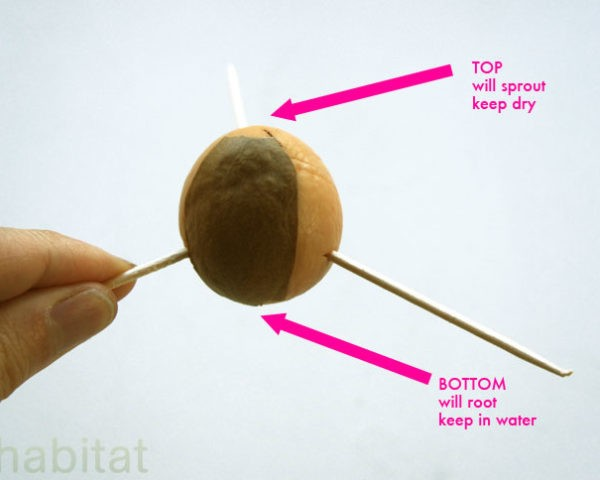 TOP
will sprout
keep dry
BOTTOM
will root
keep in water
habitat